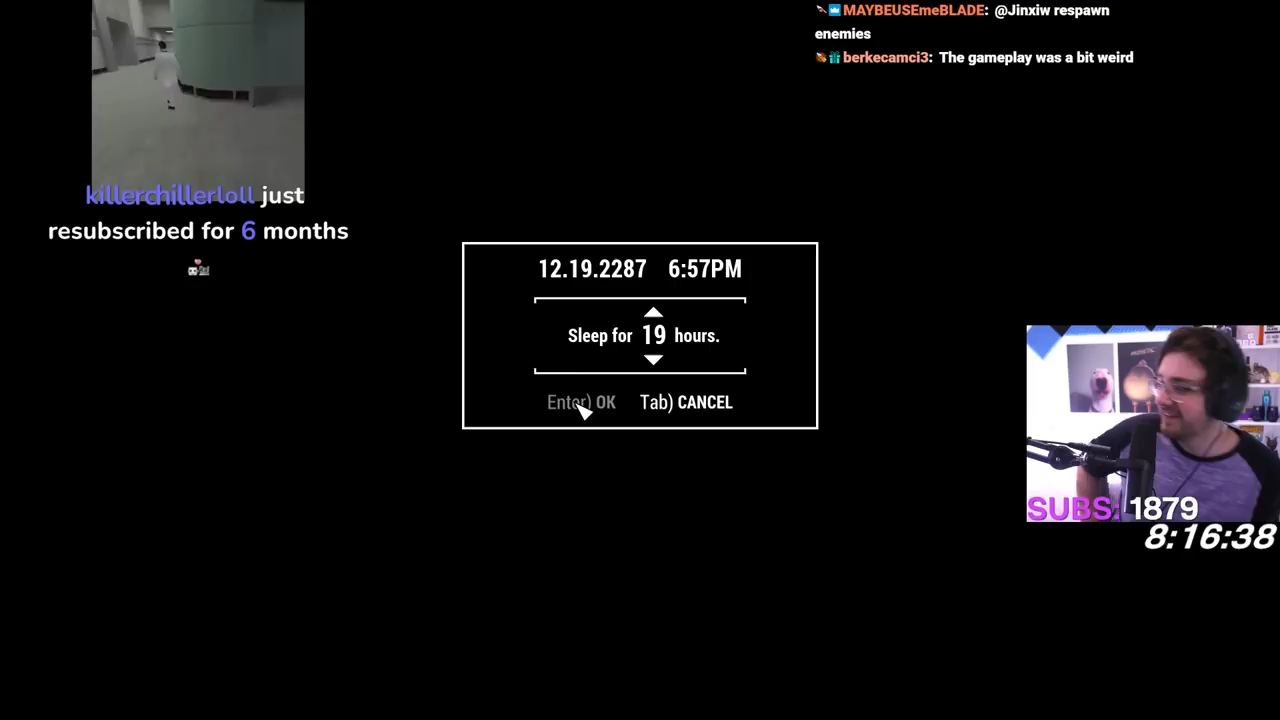 MAYBEUSEmeBLADE: @Jinxiw respawn
enemies
berkecamci3: The gameplay was a bit weird
killerchillerloll just
resubscribed for 6 months
12.19.2287 6:57PM
Sleep for 19 hours.
Enter) OK Tab) CANCEL
SUBS: 1879
8:16:38